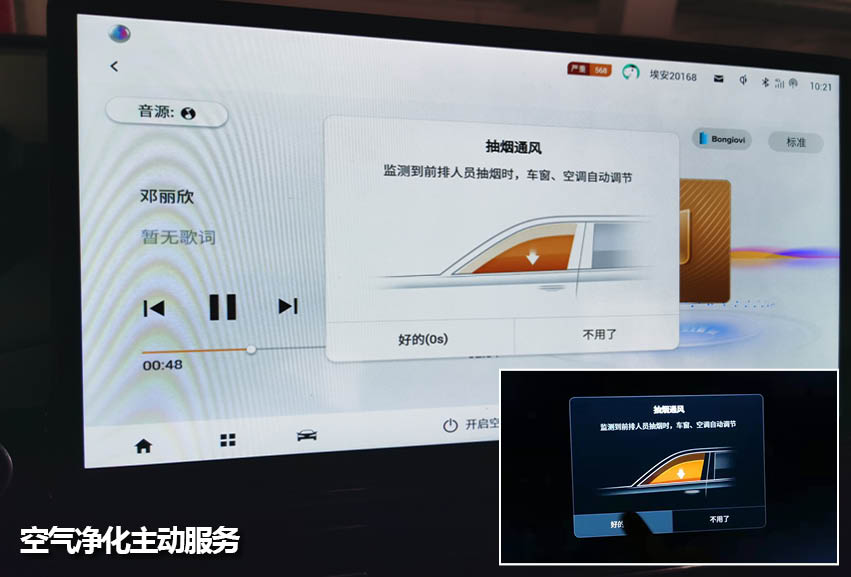 严重 568
埃安20168
10:21
音源:
Bongiovi
标准
抽烟通风
监测到前排人员抽烟时，车窗、空调自动调节
邓丽欣
暂无歌词
00:48
好的(0s)
不用了
开启空
抽烟通风
监测到前排人员抽烟时，车窗、空调自动调节
好的
不用了
空气净化主动服务